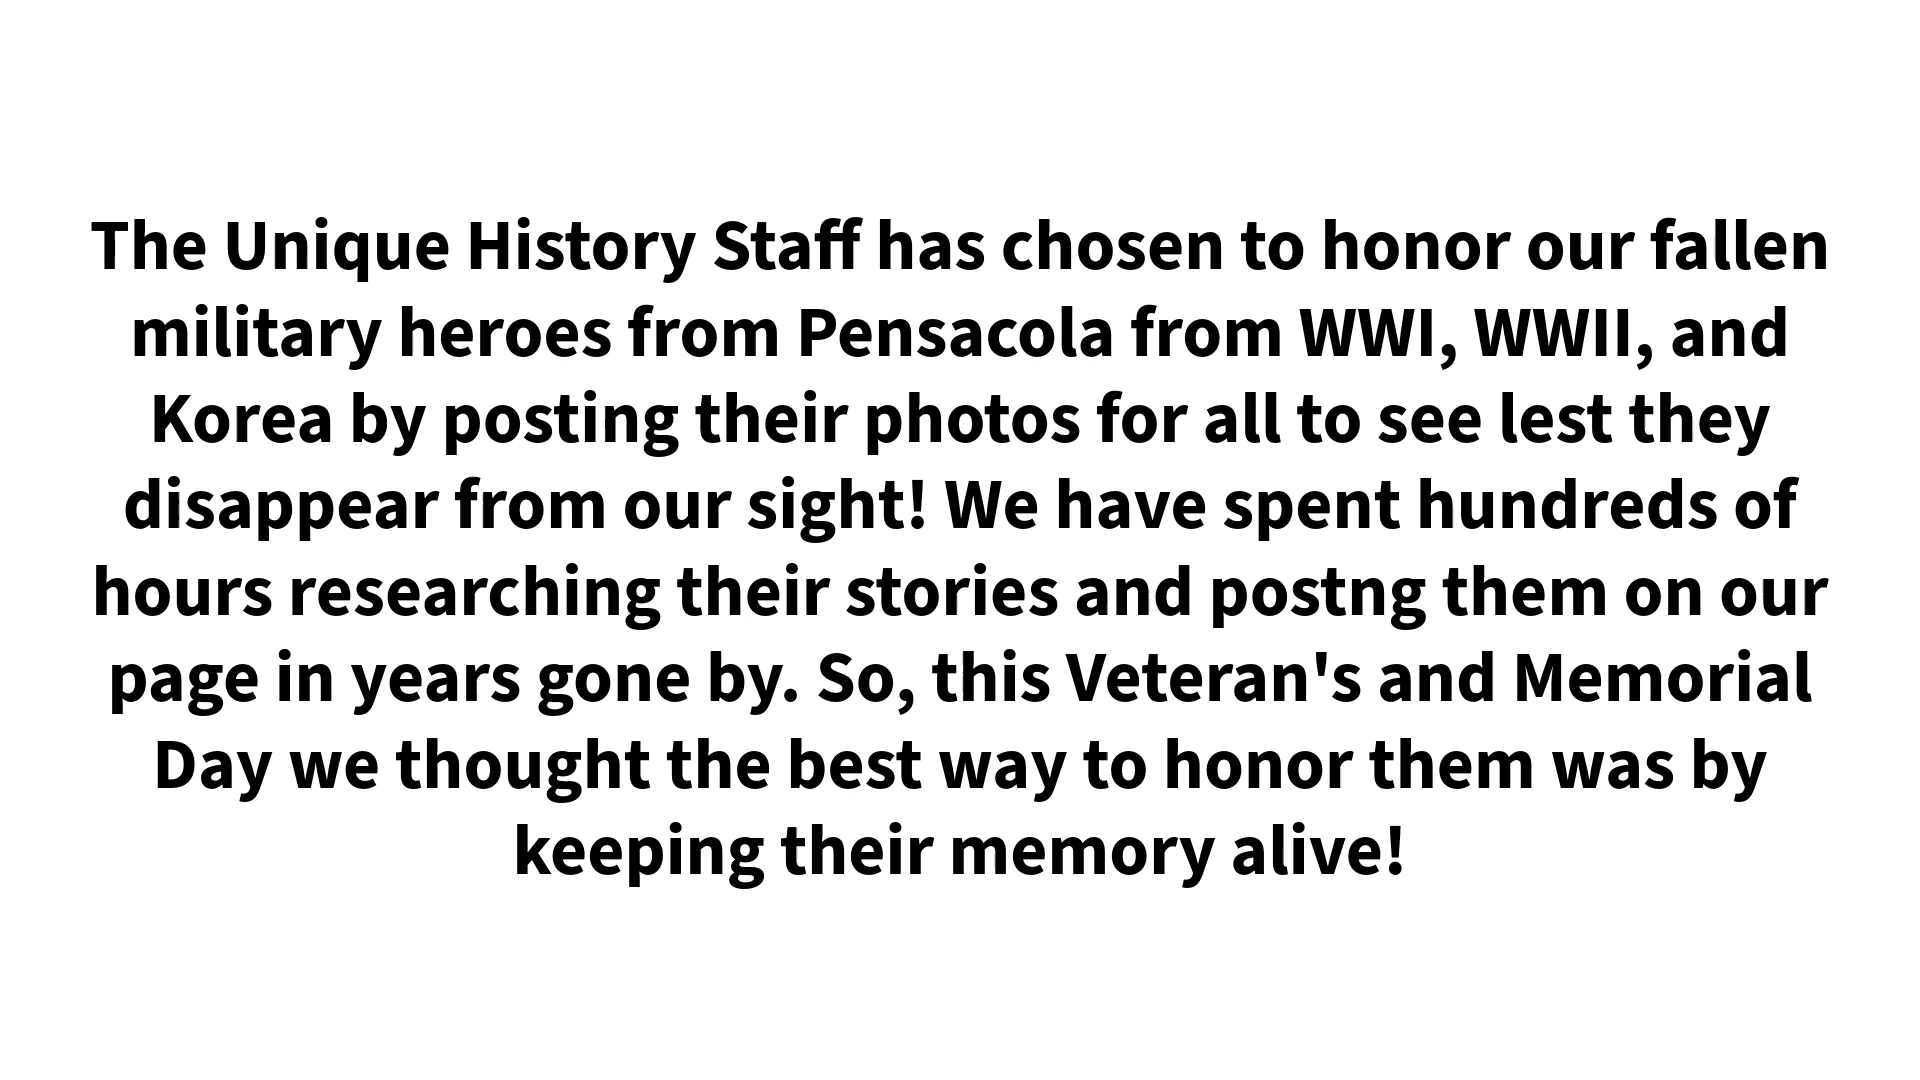 The Unique History Staff has chosen to honor our fallen
military heroes from Pensacola from WWI, WWII, and
Korea by posting their photos for all to see lest they
disappear from our sight! We have spent hundreds of
hours researching their stories and postng them on our
page in years gone by. So, this Veteran's and Memorial
Day we thought the best way to honor them was by
keeping their memory alive!